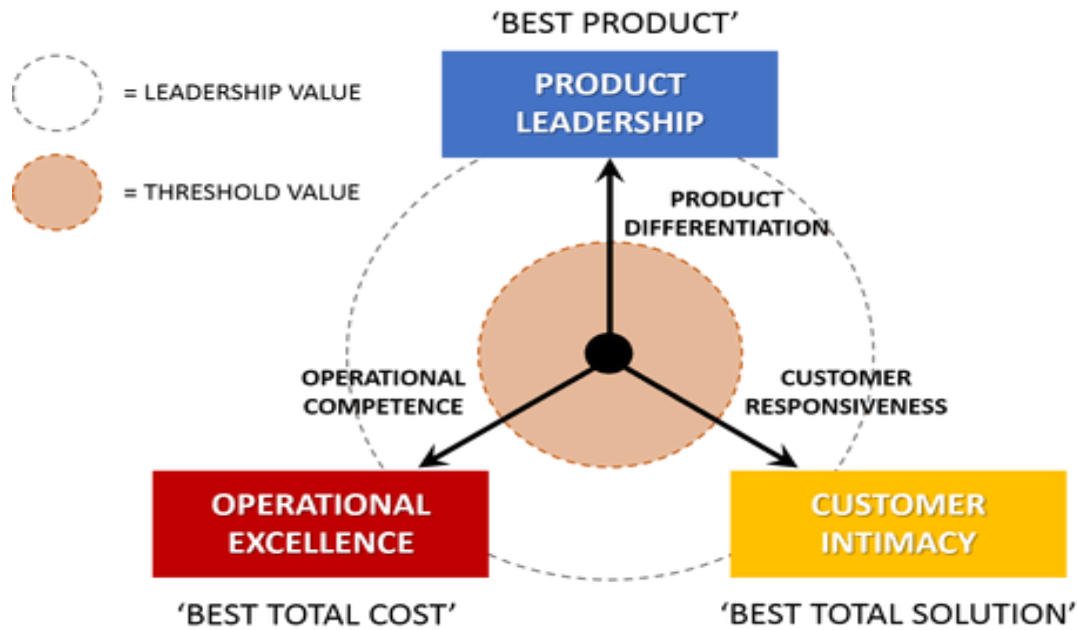 'BEST PRODUCT'
= LEADERSHIP VALUE
PRODUCT
LEADERSHIP
= THRESHOLD VALUE
PRODUCT
DIFFERENTIATION
OPERATIONAL
COMPETENCE
CUSTOMER
RESPONSIVENESS
OPERATIONAL
EXCELLENCE
CUSTOMER
INTIMACY
'BEST TOTAL COST'
'BEST TOTAL SOLUTION'